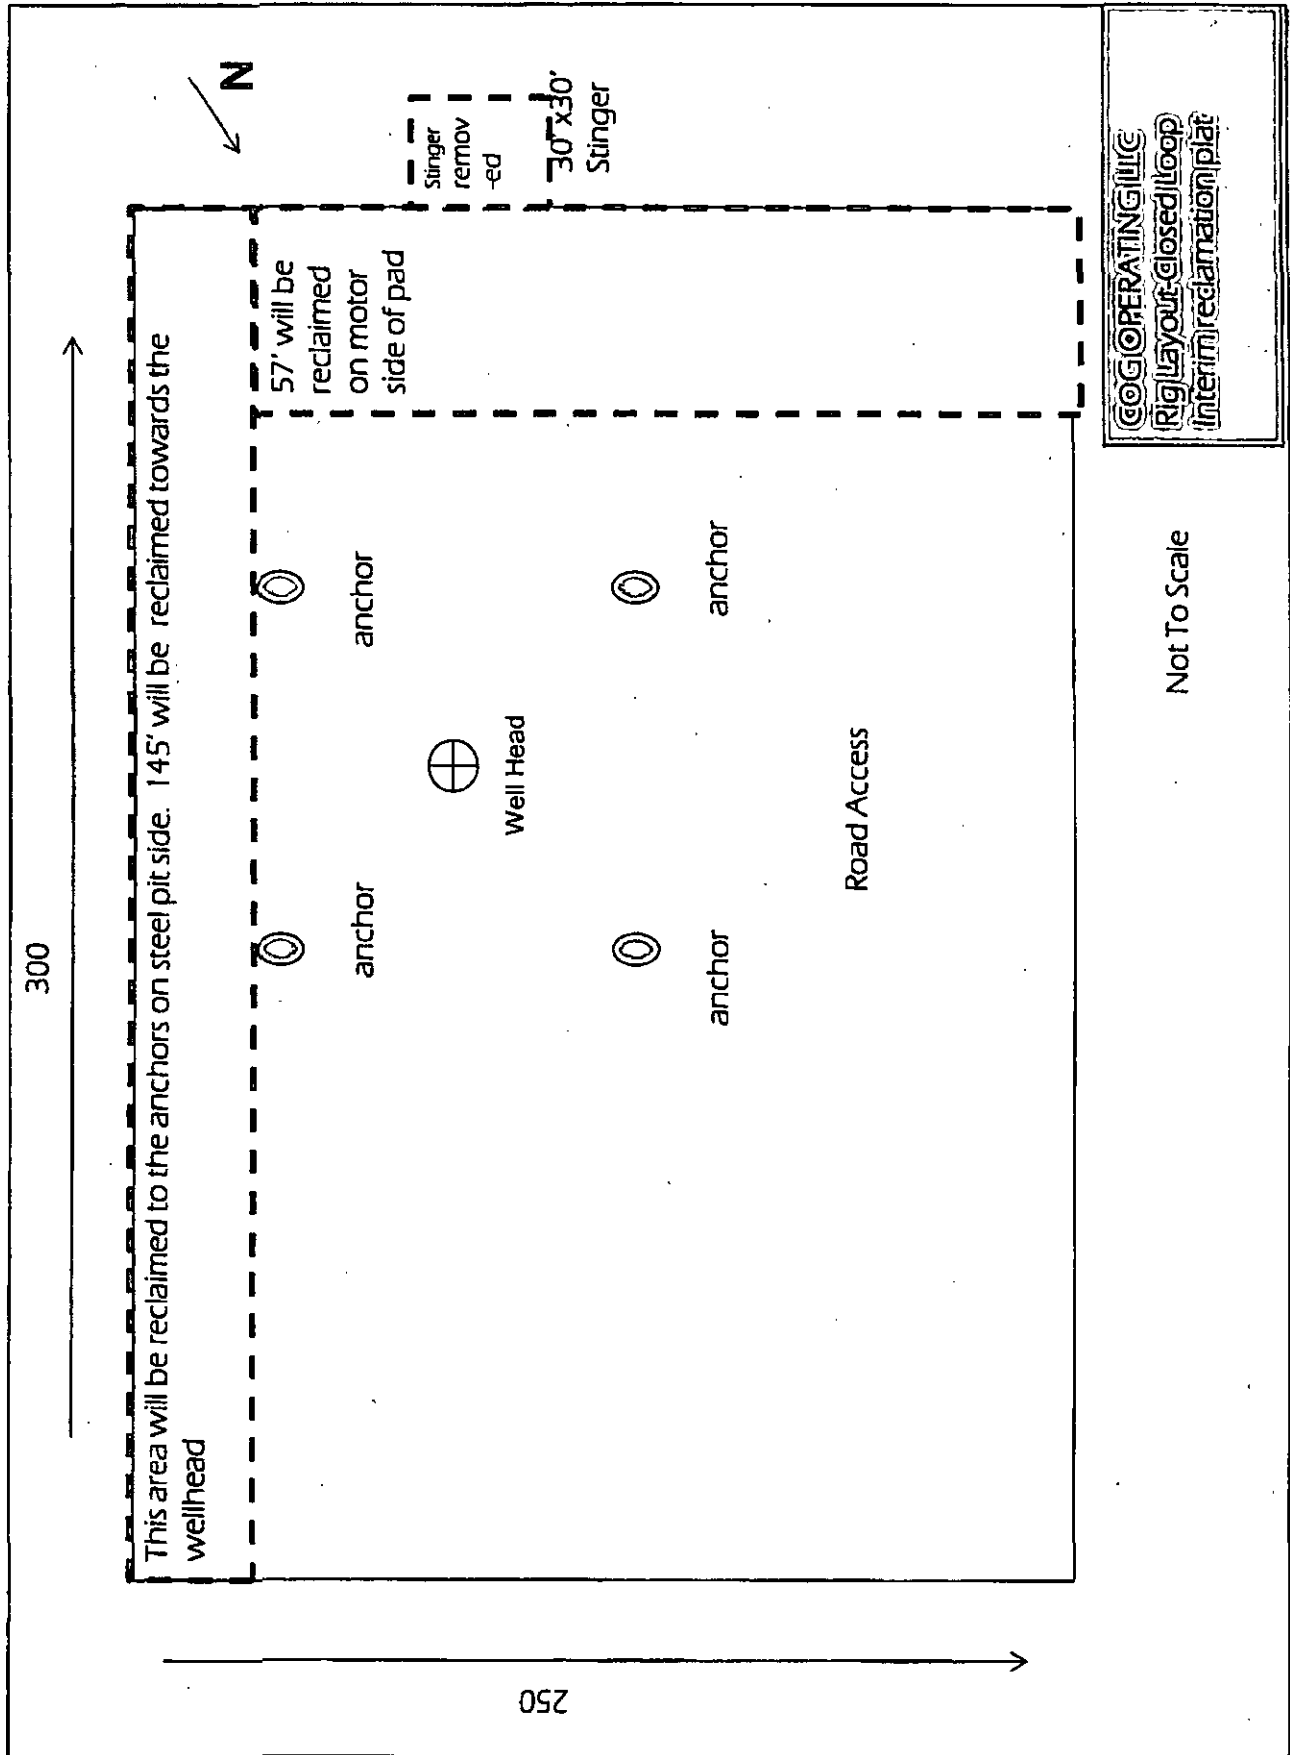 300
N
This area will be reclaimed to the anchors on steel pit side. 145' will be reclaimed towards the
wellhead
57' will be
reclaimed
on motor
side of pad
Stinger
remov
-ed
30' x30'
Stinger
anchor
anchor
Well Head
anchor
anchor
Road Access
250
Not To Scale
COG OPERATING LLC
Rig Layout-Closed Loop
Interim reclamation plat